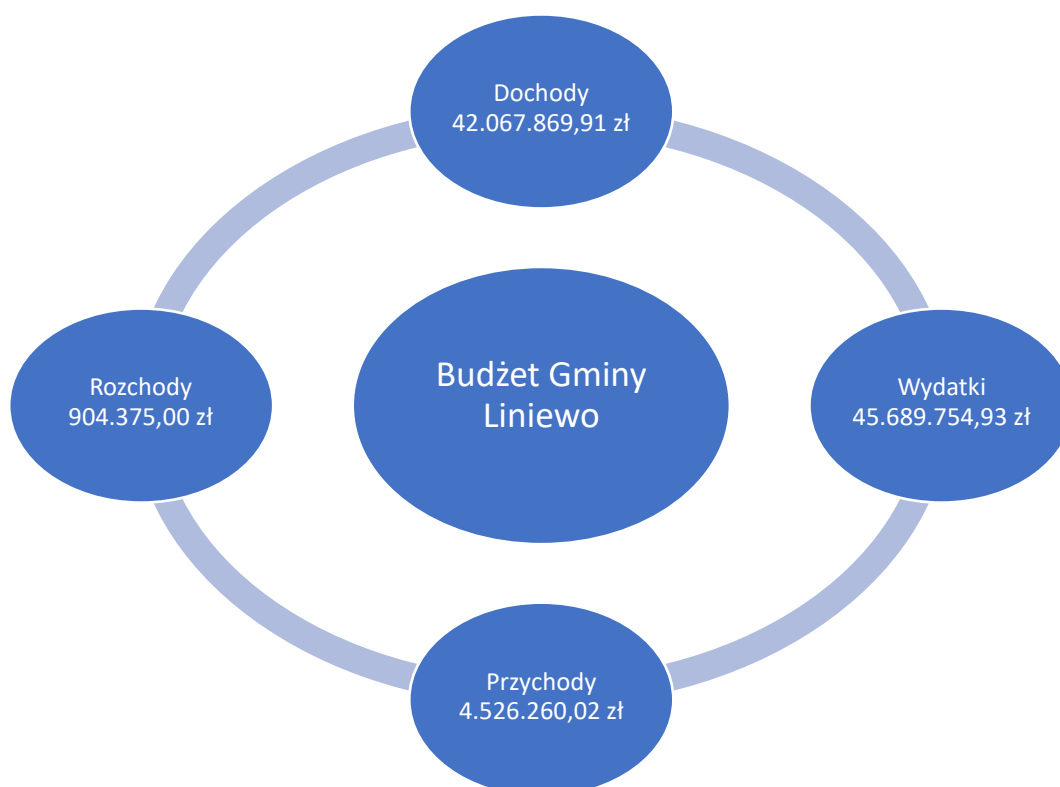 Dochody
42.067.869,91 zł
Rozchody
904.375,00 zł
Budżet Gminy
Liniewo
Wydatki
45.689.754,93 zł
Przychody
4.526.260,02 zł